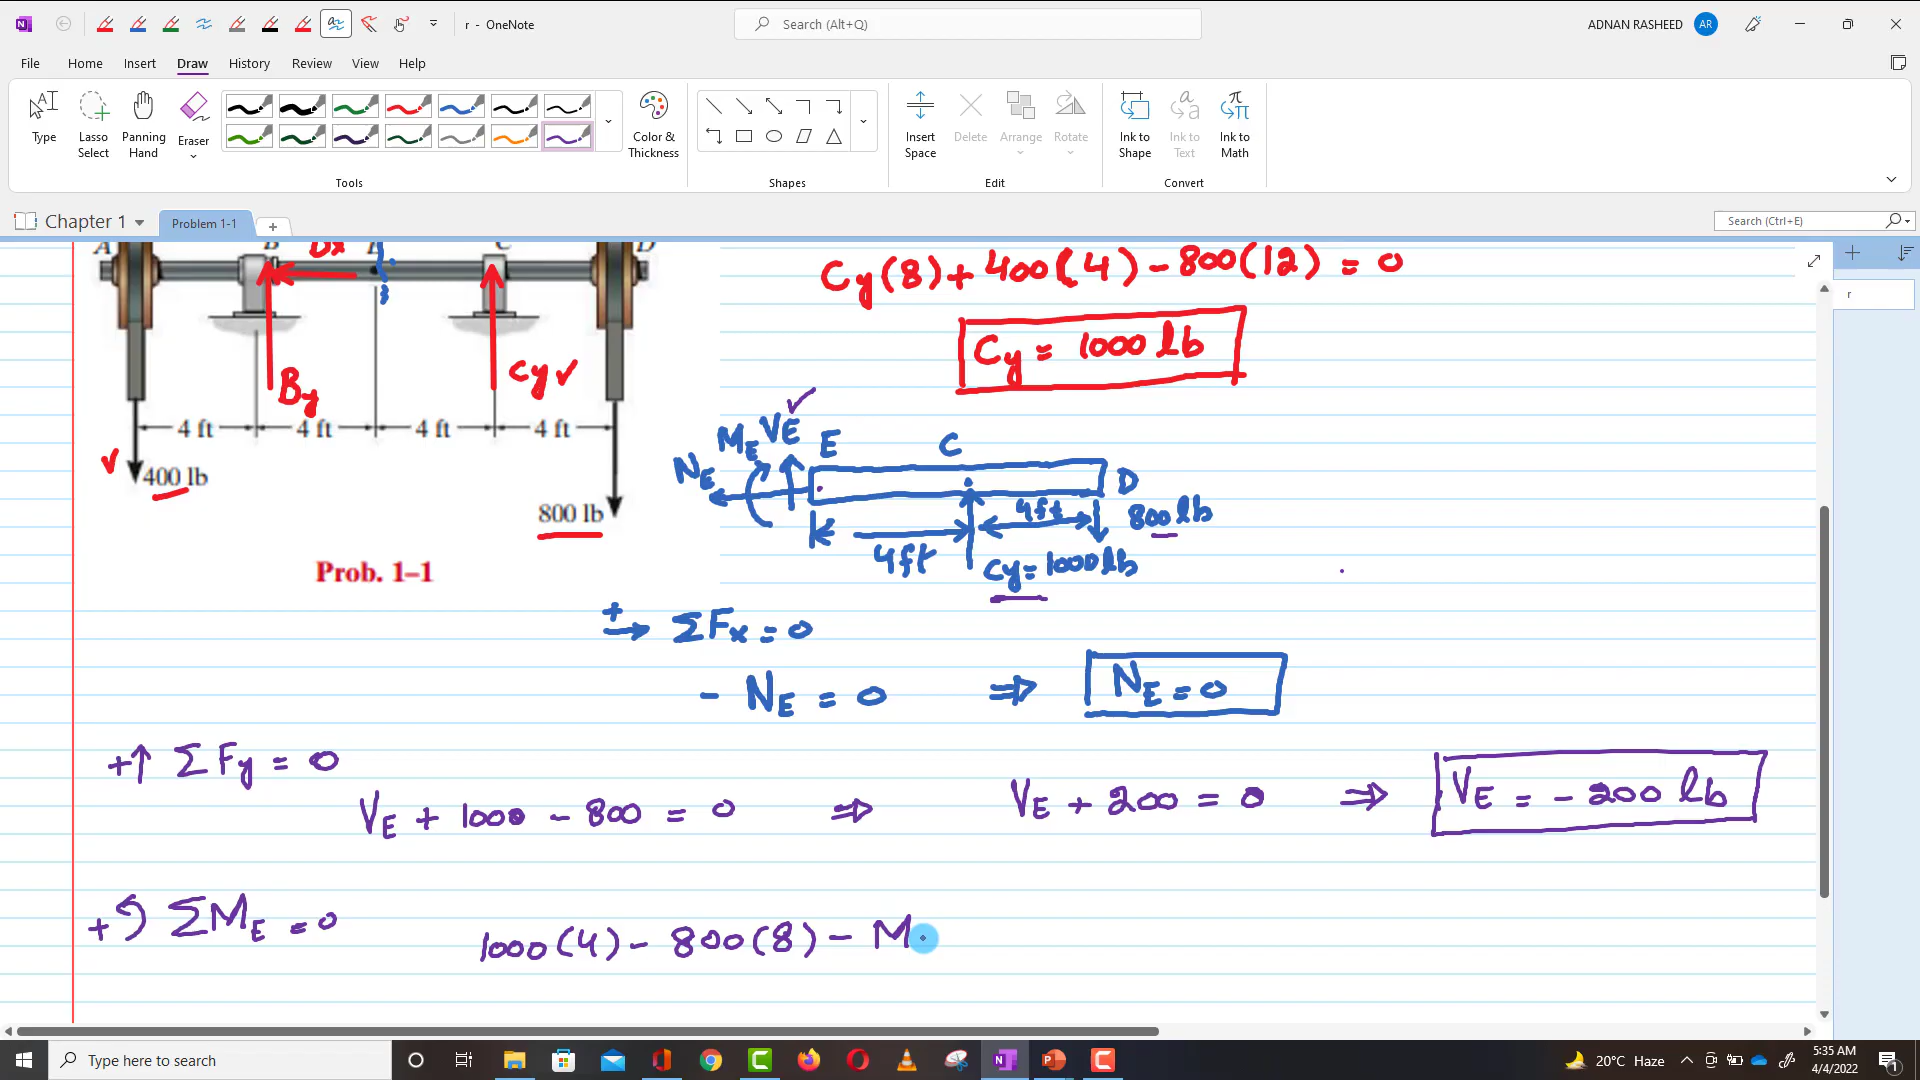 r - OneNote
Search (Alt+Q)
ADNAN RASHEED AR
File Home Insert Draw History Review View Help
Type
Lasso Select
Panning Hand
Eraser
Color & Thickness
Insert Space
Delete
Arrange
Rotate
Ink to Shape
Ink to Text
Ink to Math
Tools Shapes Edit Convert
Chapter 1 Problem 1-1
Search (Ctrl+E)
r
A B E C D
Bx
By
Cy ✓
4 ft 4 ft 4 ft 4 ft
✓ 400 lb
800 lb
Prob. 1–1
Cy(8) + 400(4) - 800(12) = 0
Cy = 1000 lb
NE ME VE ✓ E C D
4ft 4ft 800 lb
Cy = 1000 lb
+→ ΣFx = 0
- NE = 0 ⇒ NE = 0
+↑ ΣFy = 0
VE + 1000 - 800 = 0 ⇒ VE + 200 = 0 ⇒ VE = - 200 lb
+↺ ΣME = 0
1000(4) - 800(8) - M
Type here to search
20°C Haze
5:35 AM
4/4/2022
1